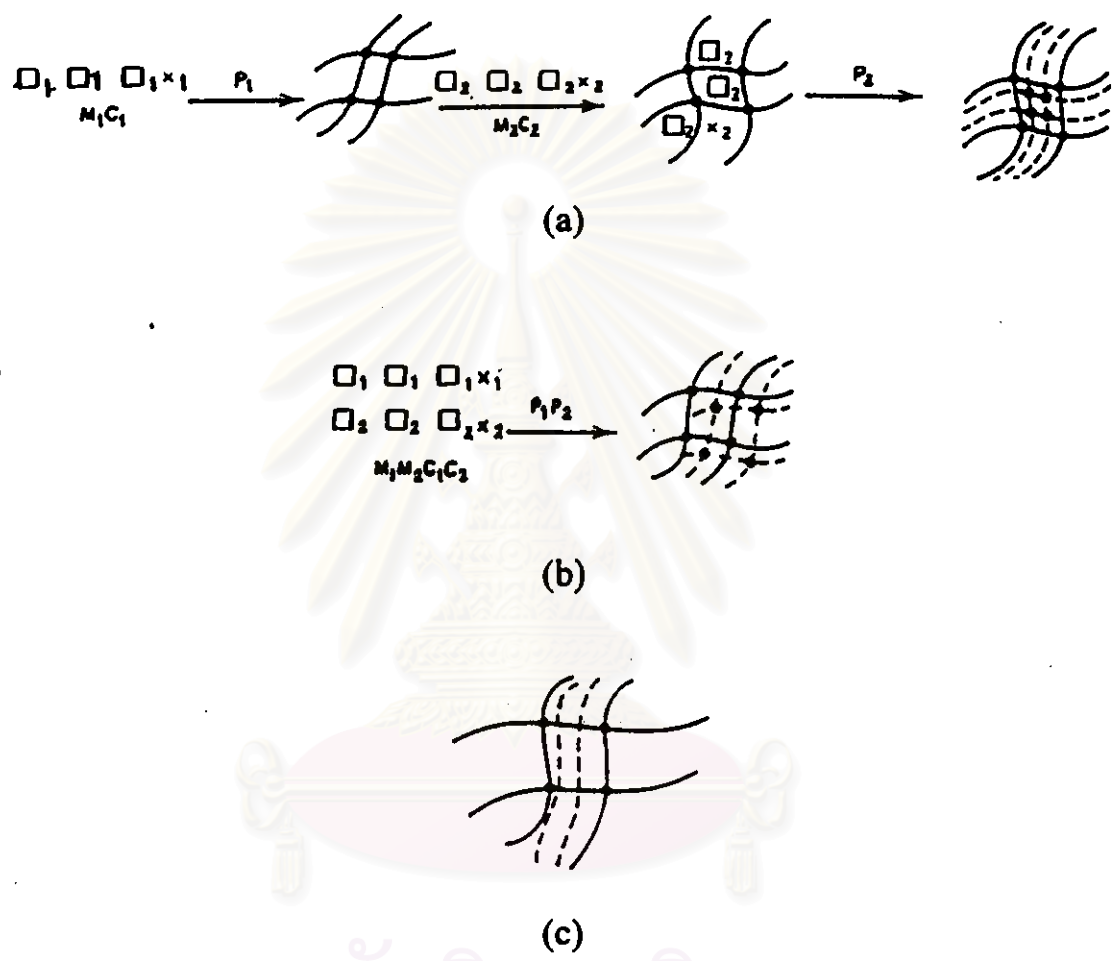 □₁ □₁ □₁×₁ P₁ □₂ □₂ □₂×₂ □₂ □₂ □₂×₂ P₂
M₁C₁ M₂C₂
(a)
□₁ □₁ □₁×₁
□₂ □₂ □₂×₂ P₁P₂
M₁M₂C₁C₂
(b)
(c)